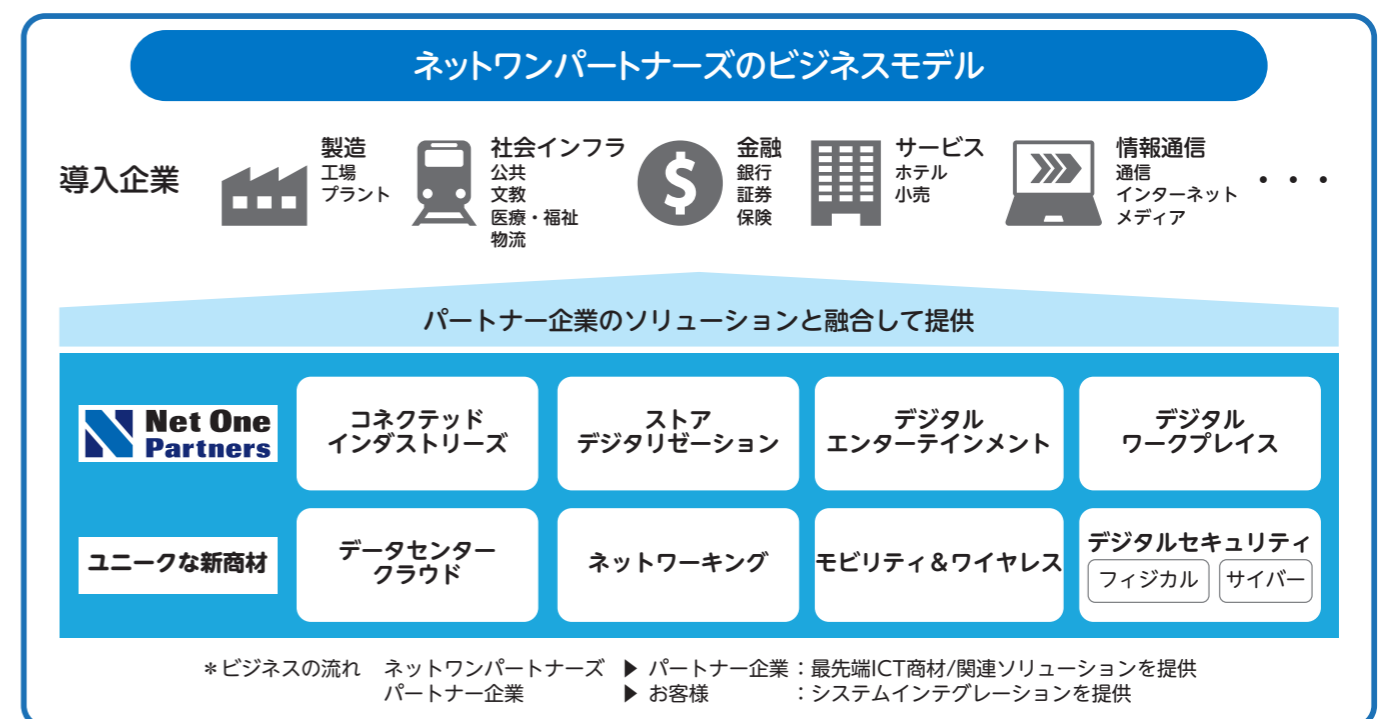 ネットワンパートナーズのビジネスモデル
導入企業
製造
工場
プラント
社会インフラ
公共
文教
医療・福祉
物流
金融
銀行
証券
保険
サービス
ホテル
小売
情報通信
通信
インターネット
メディア
・・・
パートナー企業のソリューションと融合して提供
Net One
Partners
コネクテッド
インダストリーズ
ストア
デジタリゼーション
デジタル
エンターテインメント
デジタル
ワークプレイス
ユニークな新商材
データセンター
クラウド
ネットワーキング
モビリティ＆ワイヤレス
デジタルセキュリティ
フィジカル
サイバー
＊ビジネスの流れ ネットワンパートナーズ ▶ パートナー企業：最先端ICT商材/関連ソリューションを提供
パートナー企業 ▶ お客様 ：システムインテグレーションを提供